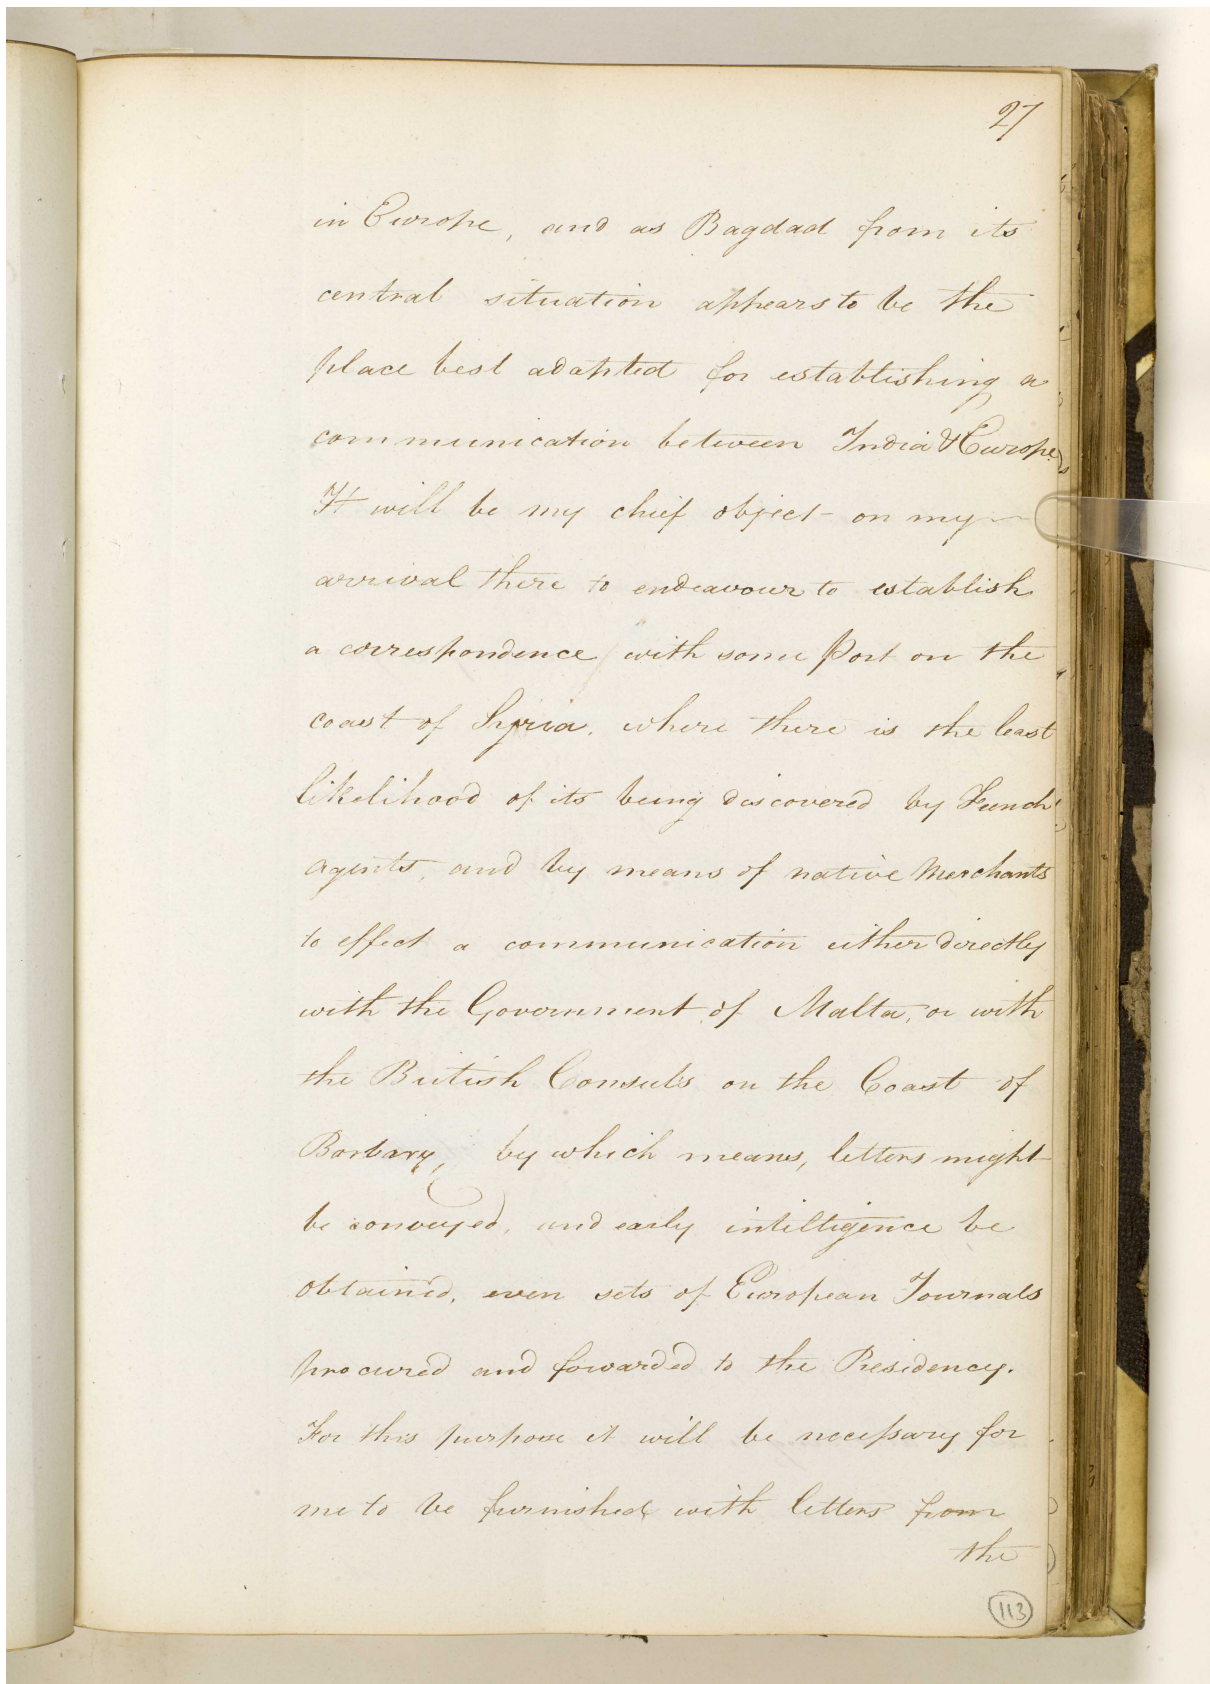 27
in Europe, and as Bagdad from its
central situation appears to be the
place best adapted for establishing a
communication between India & Europe.
It will be my chief object on my
arrival there to endeavour to establish
a correspondence with some Port on the
coast of Syria, where there is the least
likelihood of its being discovered by French
agents, and by means of native Merchants
to effect a communication either directly
with the Government of Malta, or with
the British Consuls on the Coast of
Barbary, by which means, letters might
be conveyed, and early intelligence be
obtained, even sets of European Journals
procured and forwarded to the Presidency.
For this purpose it will be necessary for
me to be furnished with letters from
the
113